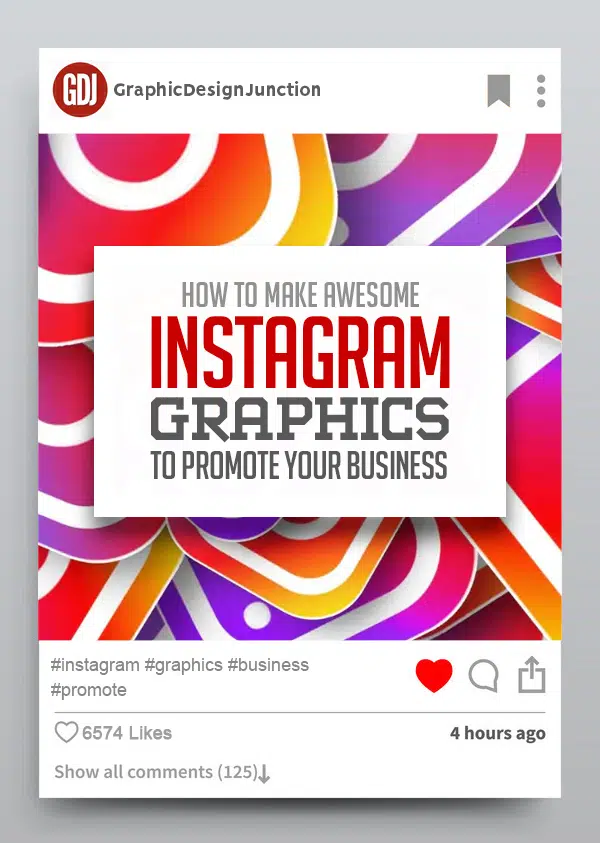 GDJ GraphicDesignJunction
HOW TO MAKE AWESOME
INSTAGRAM
GRAPHICS
TO PROMOTE YOUR BUSINESS
#instagram #graphics #business
#promote
6574 Likes 4 hours ago
Show all comments (125)